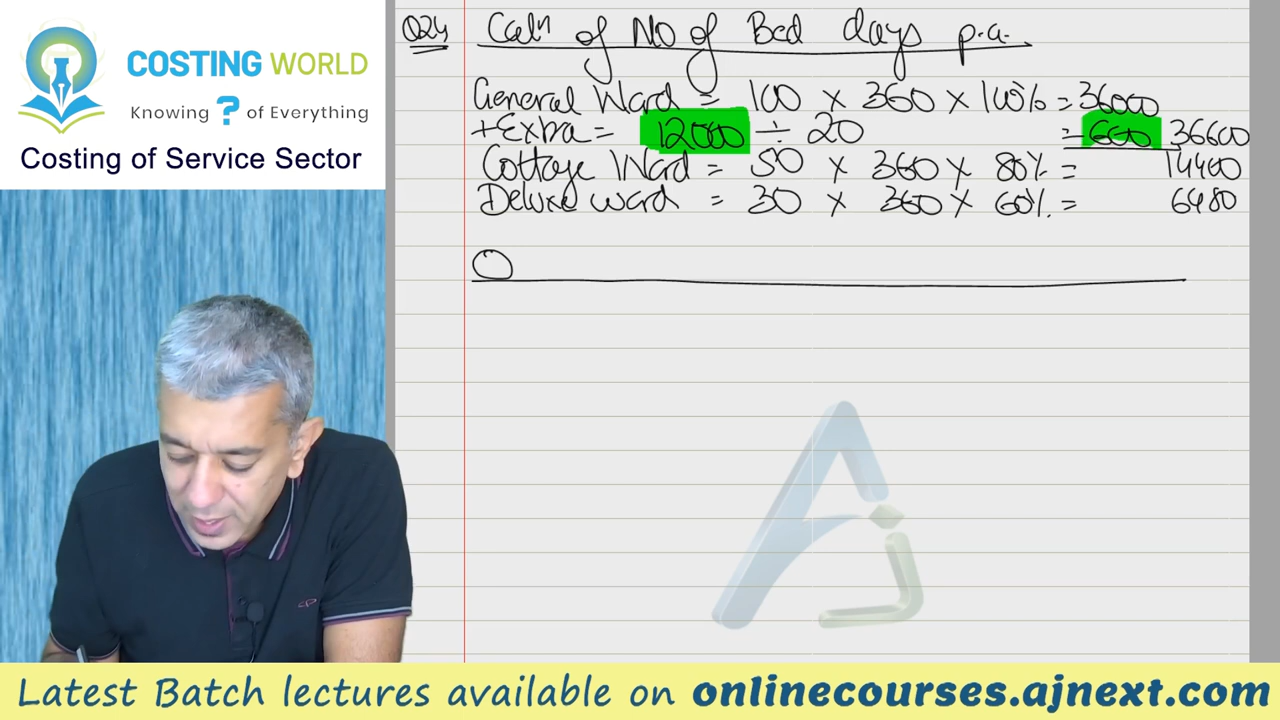 COSTING WORLD
Knowing ? of Everything
Costing of Service Sector
Q24 Caln of No of Bed days p.a.
General Ward = 100 x 360 x 100% = 36000
+Extra = 12000 ÷ 20 = 600 36600
Cottage Ward = 50 x 360 x 80% = 14400
Deluxe ward = 30 x 360 x 60% = 6480
Latest Batch lectures available on onlinecourses.ajnext.com